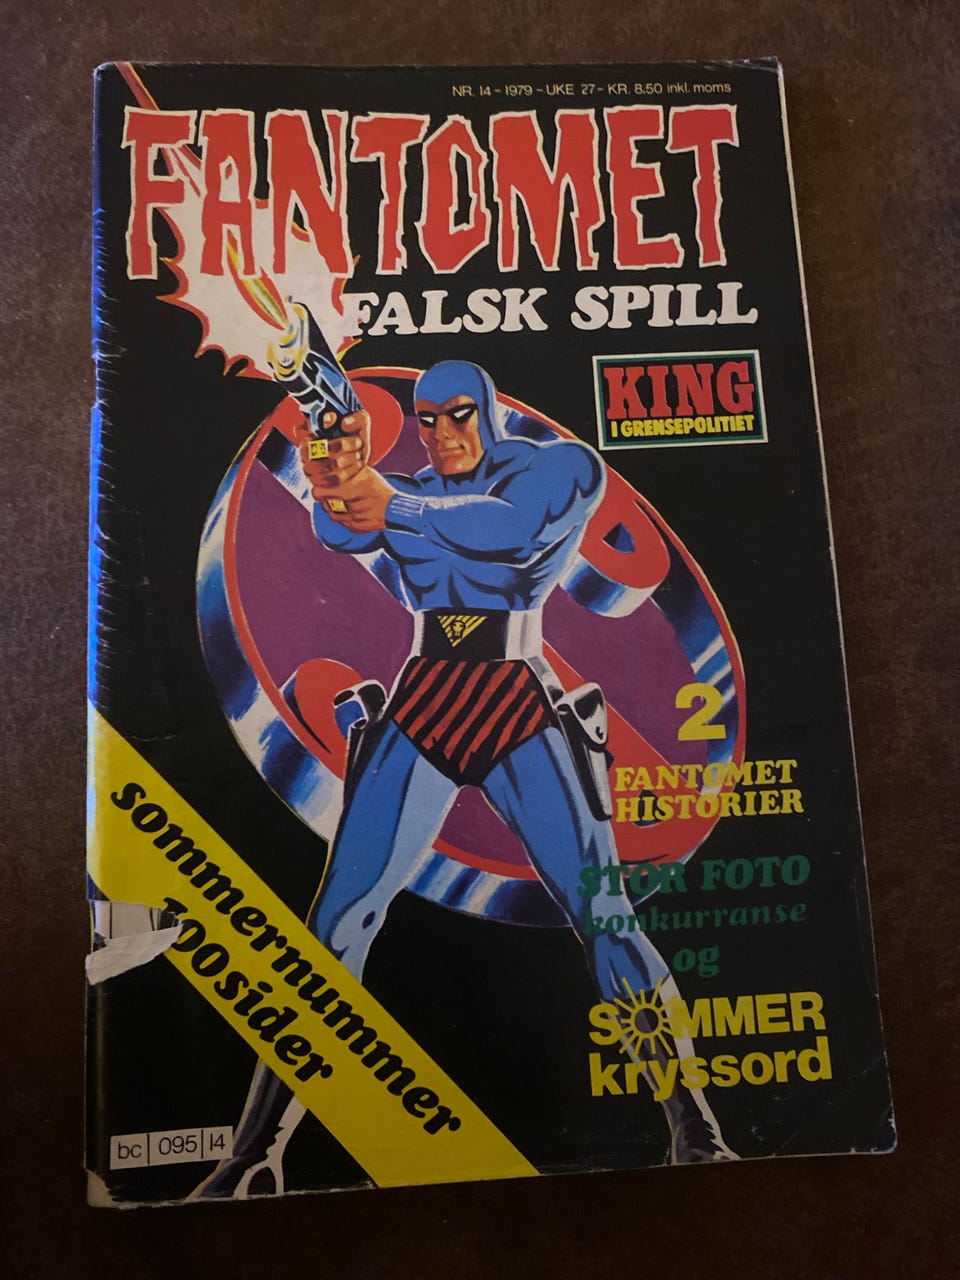 NR. 14 - 1979 - UKE 27 - KR. 8.50 inkl. moms
FANTOMET
FALSK SPILL
KING
I GRENSEPOLITIET
2
FANTOMET
HISTORIER
STOR FOTO
konkurranse
og
SOMMER
kryssord
sommernummer
100 sider
bc 095 14